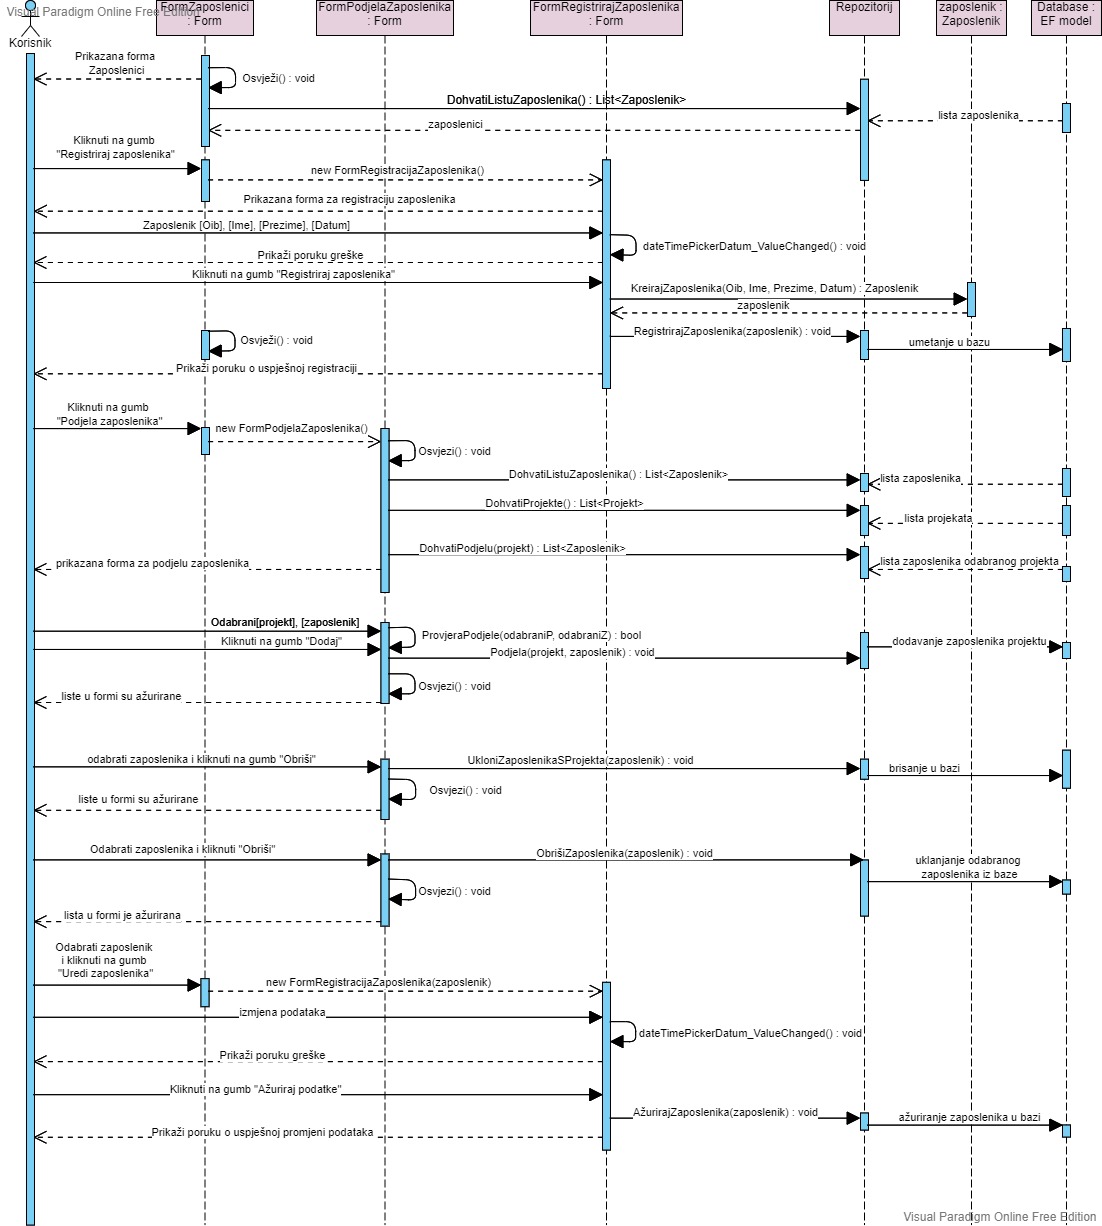 Visual Paradigm Online Free Edition
FormZaposlenici
: Form
FormPodjelaZaposlenika
: Form
FormRegistrirajZaposlenika
: Form
Repozitorij
zaposlenik :
Zaposlenik
Database :
EF model
Korisnik
Prikazana forma
Zaposlenici
Osvježi() : void
DohvatiListuZaposlenika() : List<Zaposlenik>
lista zaposlenika
zaposlenici
Kliknuti na gumb
"Registriraj zaposlenika"
new FormRegistracijaZaposlenika()
Prikazana forma za registraciju zaposlenika
Zaposlenik [Oib], [Ime], [Prezime], [Datum]
dateTimePickerDatum_ValueChanged() : void
Prikaži poruku greške
Kliknuti na gumb "Registriraj zaposlenika"
KreirajZaposlenika(Oib, Ime, Prezime, Datum) : Zaposlenik
zaposlenik
RegistrirajZaposlenika(zaposlenik) : void
Osvježi() : void
umetanje u bazu
Prikaži poruku o uspješnoj registraciji
Kliknuti na gumb
"Podjela zaposlenika"
new FormPodjelaZaposlenika()
Osvjezi() : void
DohvatiListuZaposlenika() : List<Zaposlenik>
lista zaposlenika
DohvatiProjekte() : List<Projekt>
lista projekata
DohvatiPodjelu(projekt) : List<Zaposlenik>
prikazana forma za podjelu zaposlenika
lista zaposlenika odabranog projekta
Odabrani[projekt], [zaposlenik]
ProvjeraPodjele(odabraniP, odabraniZ) : bool
Kliknuti na gumb "Dodaj"
dodavanje zaposlenika projektu
Podjela(projekt, zaposlenik) : void
Osvjezi() : void
liste u formi su ažurirane
odabrati zaposlenika i kliknuti na gumb "Obriši"
UkloniZaposlenikaSProjekta(zaposlenik) : void
brisanje u bazi
Osvjezi() : void
liste u formi su ažurirane
Odabrati zaposlenika i kliknuti "Obriši"
ObrišiZaposlenika(zaposlenik) : void
uklanjanje odabranog
zaposlenika iz baze
Osvjezi() : void
lista u formi je ažurirana
Odabrati zaposlenik
i kliknuti na gumb
"Uredi zaposlenika"
new FormRegistracijaZaposlenika(zaposlenik)
izmjena podataka
dateTimePickerDatum_ValueChanged() : void
Prikaži poruku greške
Kliknuti na gumb "Ažuriraj podatke"
AžurirajZaposlenika(zaposlenik) : void
ažuriranje zaposlenika u bazi
Prikaži poruku o uspješnoj promjeni podataka
Visual Paradigm Online Free Edition